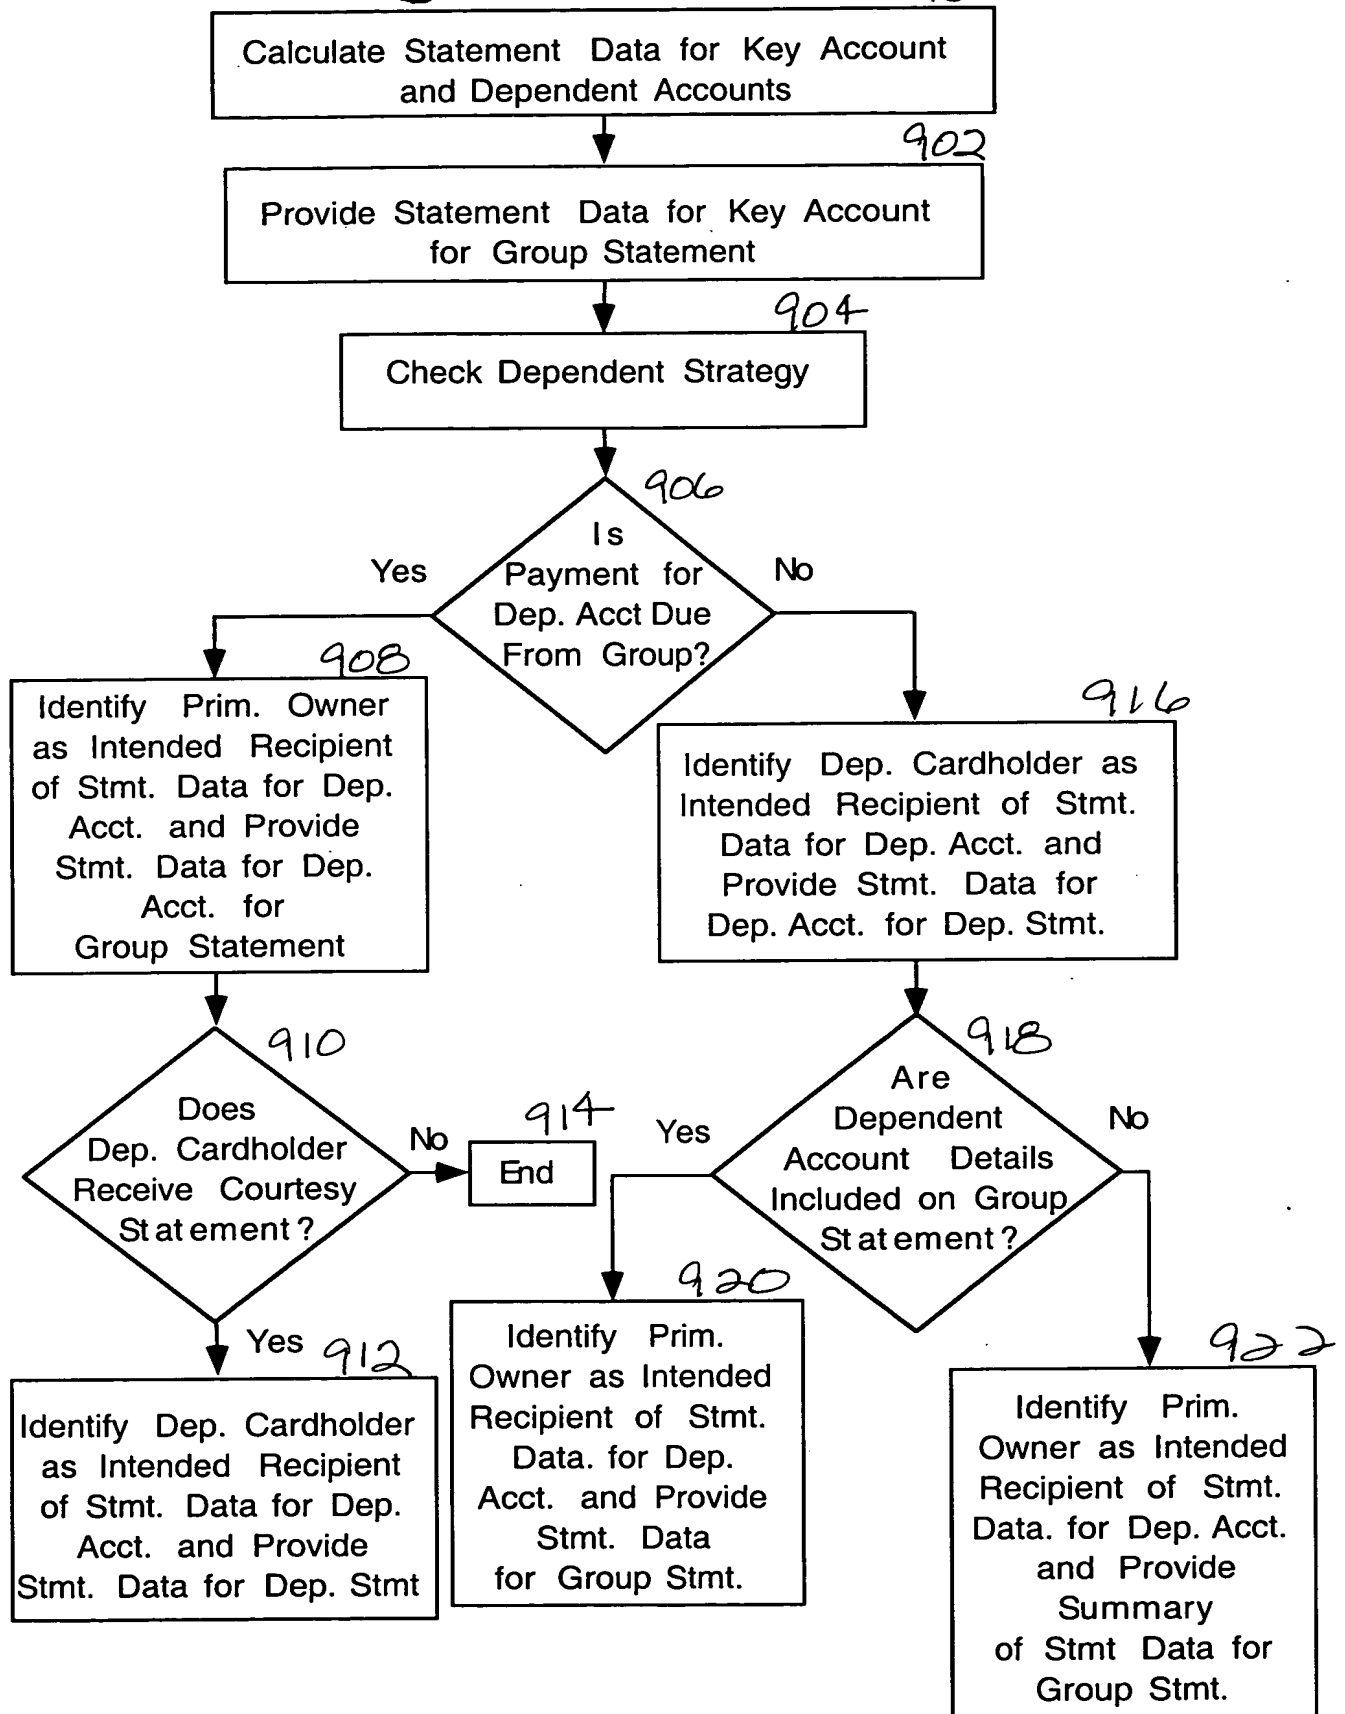 Calculate Statement Data for Key Account
and Dependent Accounts
902
Provide Statement Data for Key Account
for Group Statement
904
Check Dependent Strategy
906
Is
Payment for
Dep. Acct Due
From Group?
Yes
No
908
Identify Prim. Owner
as Intended Recipient
of Stmt. Data for Dep.
Acct. and Provide
Stmt. Data for Dep.
Acct. for
Group Statement
916
Identify Dep. Cardholder as
Intended Recipient of Stmt.
Data for Dep. Acct. and
Provide Stmt. Data for
Dep. Acct. for Dep. Stmt.
910
Does
Dep. Cardholder
Receive Courtesy
Statement?
No
914
End
918
Are
Dependent
Account Details
Included on Group
Statement?
Yes
No
Yes
912
Identify Dep. Cardholder
as Intended Recipient
of Stmt. Data for Dep.
Acct. and Provide
Stmt. Data for Dep. Stmt
920
Identify Prim.
Owner as Intended
Recipient of Stmt.
Data. for Dep.
Acct. and Provide
Stmt. Data
for Group Stmt.
922
Identify Prim.
Owner as Intended
Recipient of Stmt.
Data. for Dep. Acct.
and Provide
Summary
of Stmt Data for
Group Stmt.